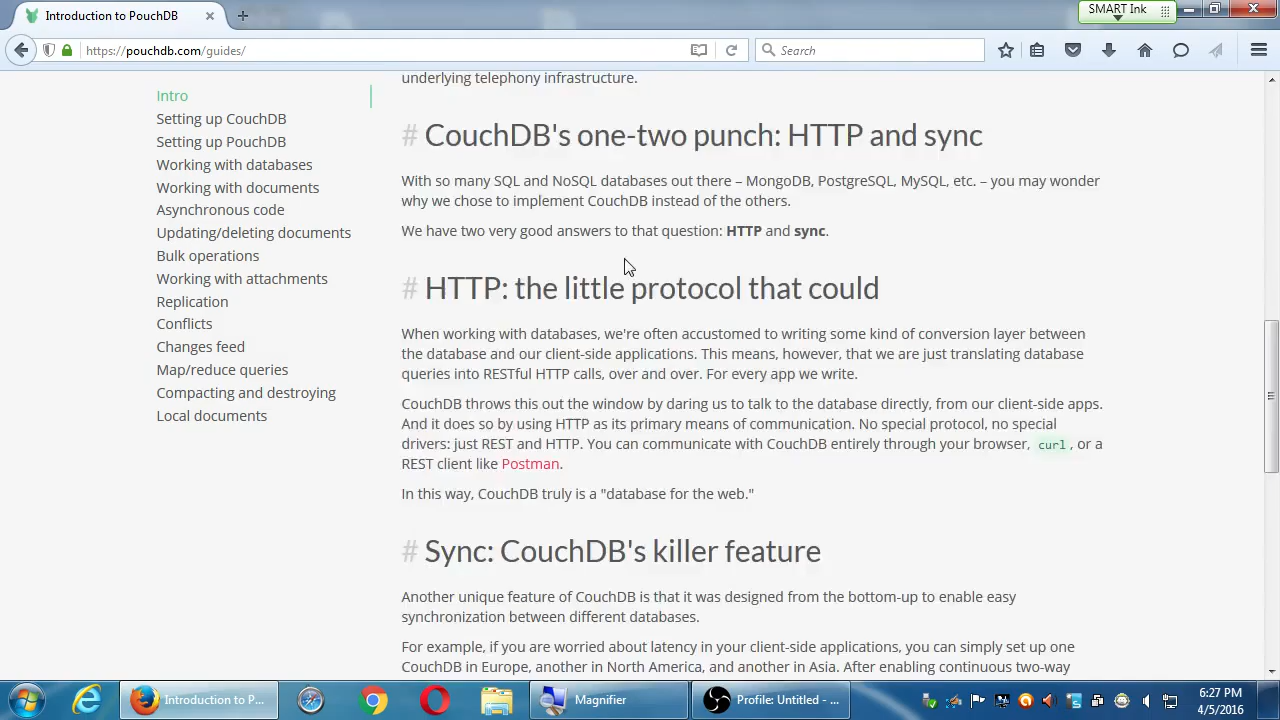 Introduction to PouchDB
SMART Ink
https://pouchdb.com/guides/
Search
Intro
Setting up CouchDB
Setting up PouchDB
Working with databases
Working with documents
Asynchronous code
Updating/deleting documents
Bulk operations
Working with attachments
Replication
Conflicts
Changes feed
Map/reduce queries
Compacting and destroying
Local documents
underlying telephony infrastructure.
# CouchDB's one-two punch: HTTP and sync
With so many SQL and NoSQL databases out there – MongoDB, PostgreSQL, MySQL, etc. – you may wonder
why we chose to implement CouchDB instead of the others.
We have two very good answers to that question: HTTP and sync.
# HTTP: the little protocol that could
When working with databases, we're often accustomed to writing some kind of conversion layer between
the database and our client-side applications. This means, however, that we are just translating database
queries into RESTful HTTP calls, over and over. For every app we write.
CouchDB throws this out the window by daring us to talk to the database directly, from our client-side apps.
And it does so by using HTTP as its primary means of communication. No special protocol, no special
drivers: just REST and HTTP. You can communicate with CouchDB entirely through your browser, curl, or a
REST client like Postman.
In this way, CouchDB truly is a "database for the web."
# Sync: CouchDB's killer feature
Another unique feature of CouchDB is that it was designed from the bottom-up to enable easy
synchronization between different databases.
For example, if you are worried about latency in your client-side applications, you can simply set up one
CouchDB in Europe, another in North America, and another in Asia. After enabling continuous two-way
Introduction to P...
Magnifier
Profile: Untitled - ...
6:27 PM
4/5/2016